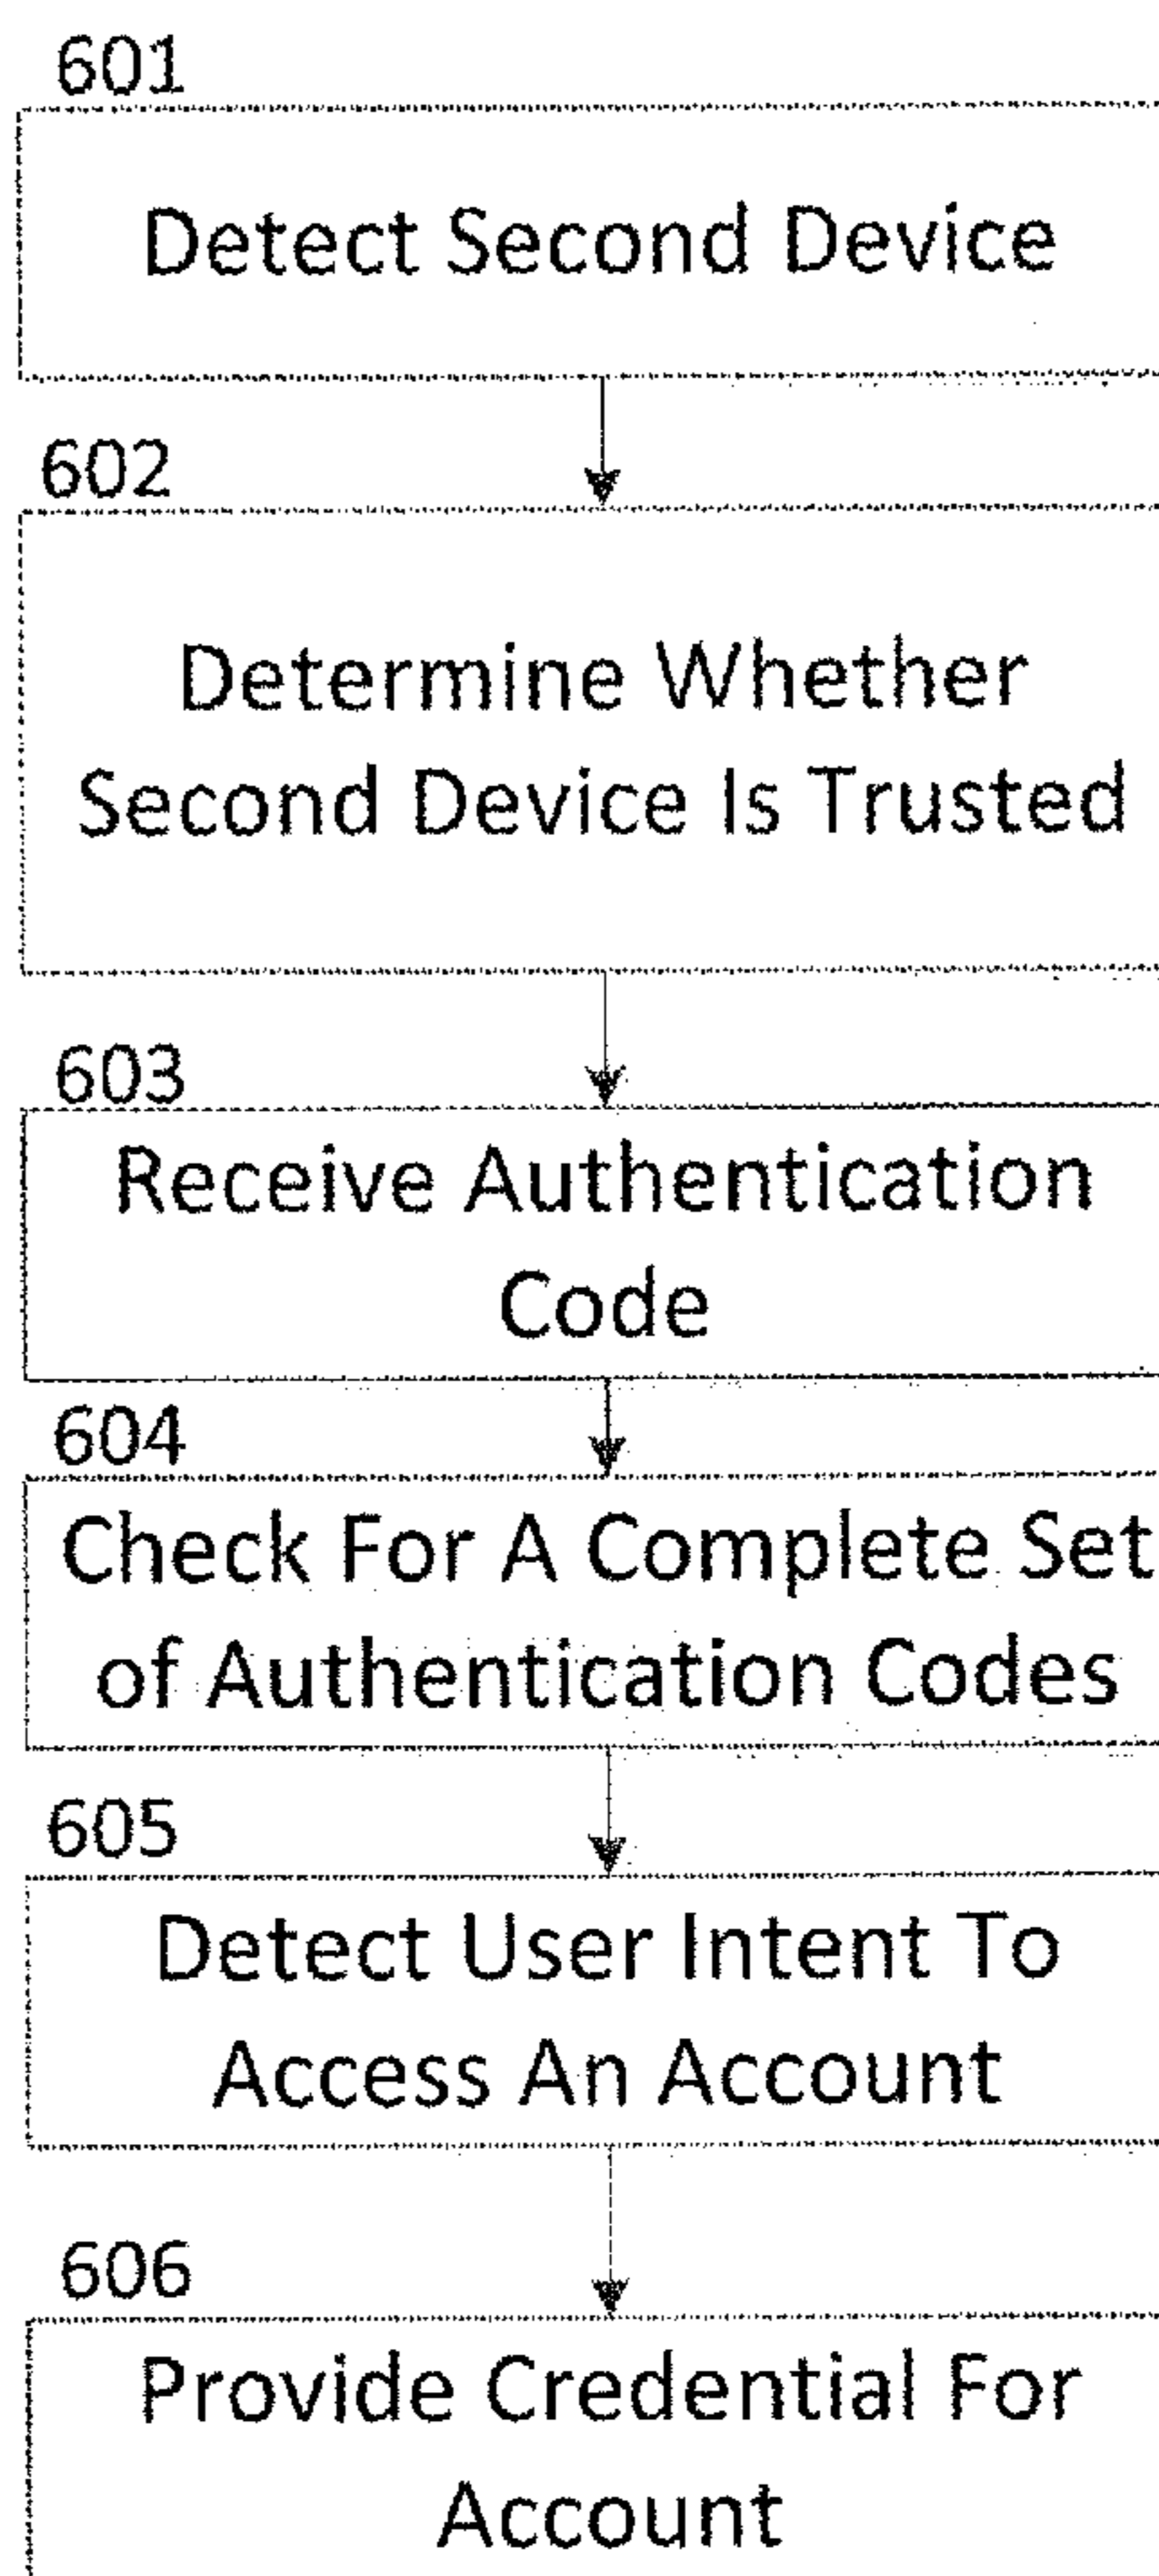 601
Detect Second Device
602
Determine Whether
Second Device Is Trusted
603
Receive Authentication
Code
604
Check For A Complete Set
of Authentication Codes
605
Detect User Intent To
Access An Account
606
Provide Credential For
Account